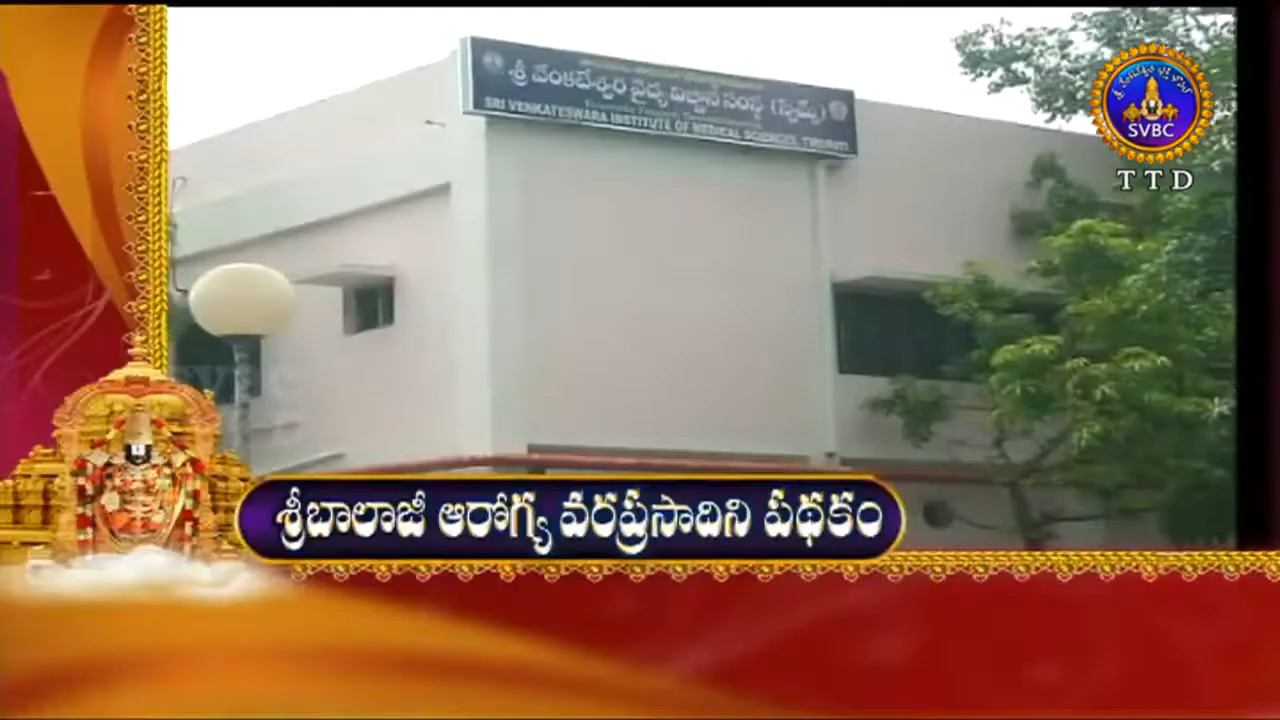 శ్రీ వేంకటేశ్వర వైద్య విజ్ఞాన సంస్థ (స్విమ్స్)
SRI VENKATESWARA INSTITUTE OF MEDICAL SCIENCES, TIRUPATI
SVBC
TTD
శ్రీబాలాజీ ఆరోగ్య వరప్రసాదిని పథకం